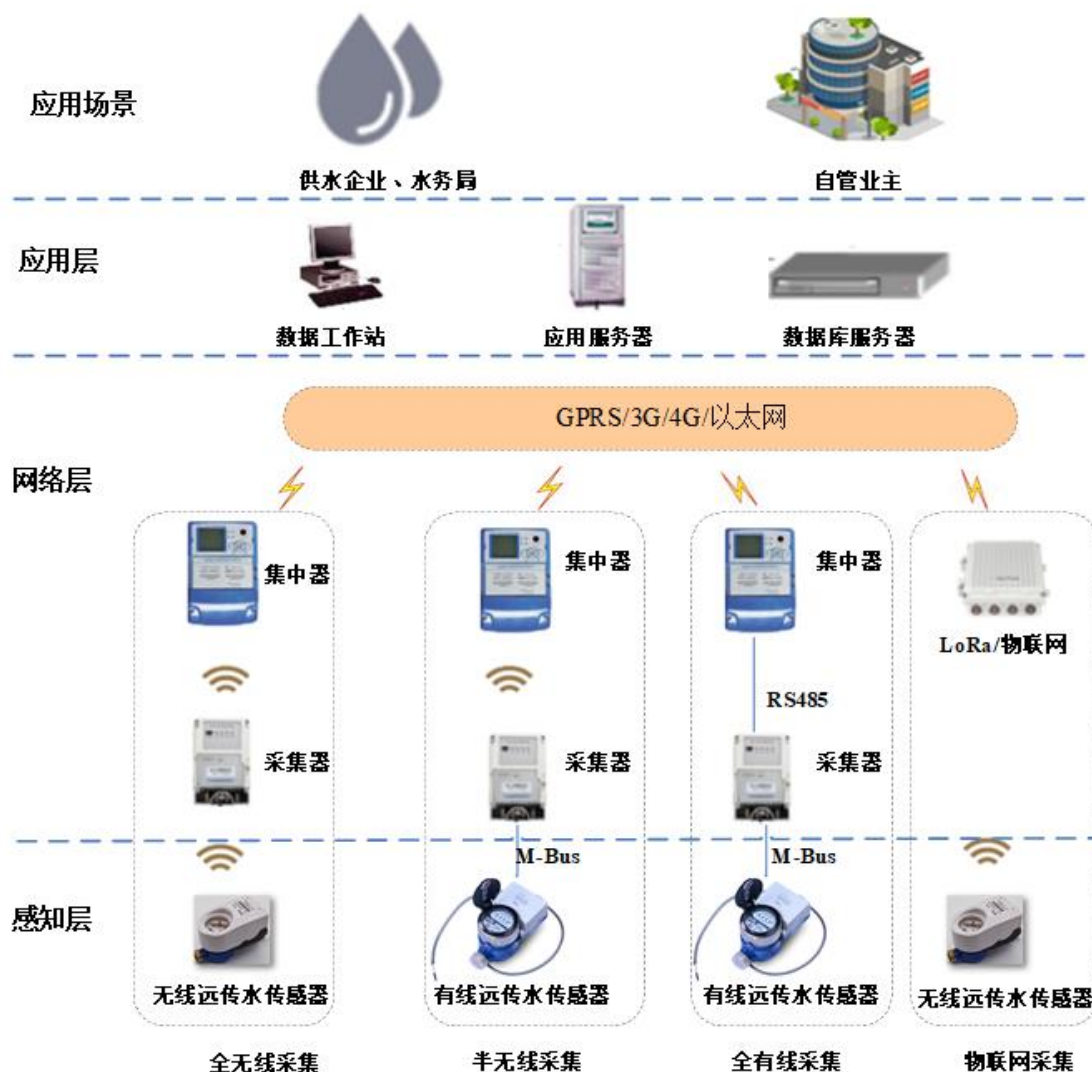 应用场景
供水企业、水务局
自管业主
应用层
数据工作站
应用服务器
数据库服务器
GPRS/3G/4G/以太网
网络层
集中器
集中器
集中器
LoRa/物联网
RS485
采集器
采集器
采集器
M-Bus
M-Bus
感知层
无线远传水传感器
有线远传水传感器
有线远传水传感器
无线远传水传感器
全无线采集
半无线采集
全有线采集
物联网采集